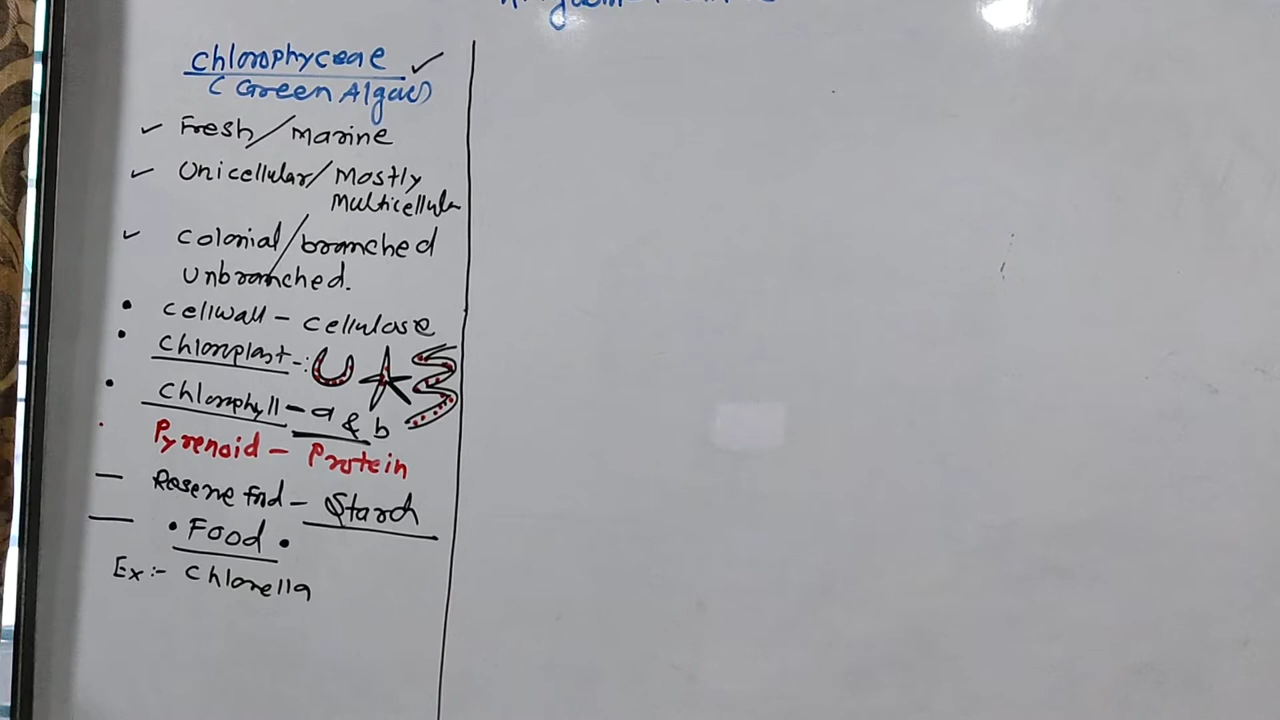 Chlorophyceae
(Green Algae)
Fresh/marine
Unicellular/Mostly
Multicellular
Colonial/branched
Unbranched.
Cellwall - Cellulose
Chloroplast -:
Chlorophyll - a & b
Pyrenoid - Protein
Reserve fnd - Starch
Food
Ex:- Chlorella